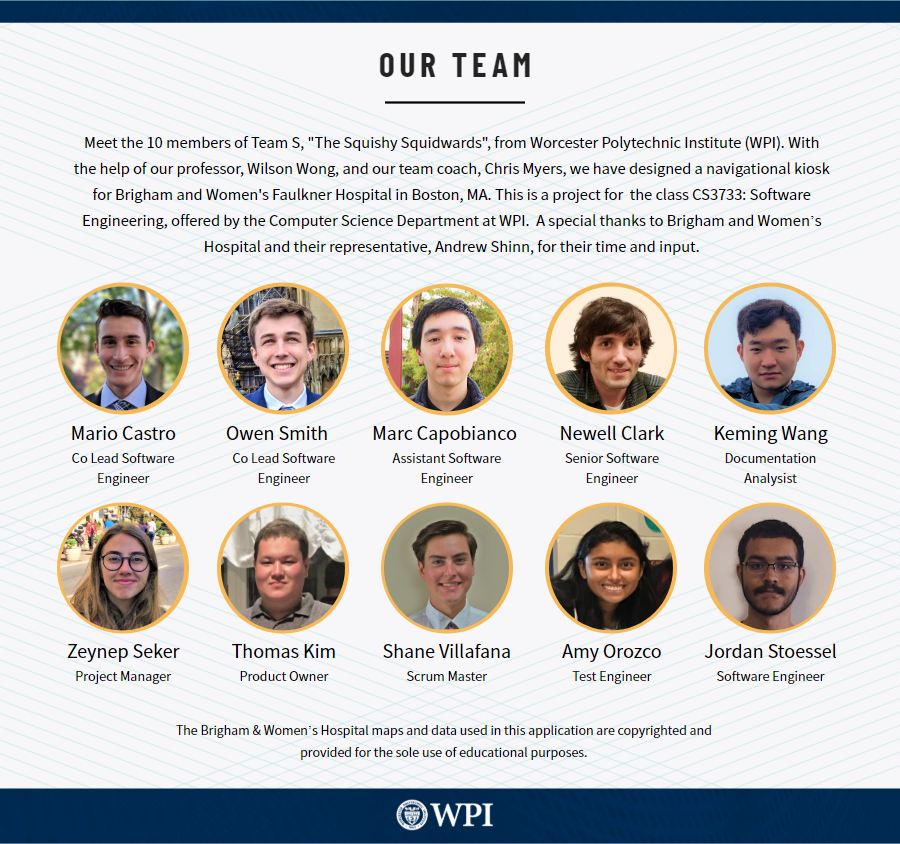 OUR TEAM
Meet the 10 members of Team S, "The Squishy Squidwards", from Worcester Polytechnic Institute (WPI). With
the help of our professor, Wilson Wong, and our team coach, Chris Myers, we have designed a navigational kiosk
for Brigham and Women's Faulkner Hospital in Boston, MA. This is a project for the class CS3733: Software
Engineering, offered by the Computer Science Department at WPI. A special thanks to Brigham and Women's
Hospital and their representative, Andrew Shinn, for their time and input.
Mario Castro
Co Lead Software
Engineer
Owen Smith
Co Lead Software
Engineer
Marc Capobianco
Assistant Software
Engineer
Newell Clark
Senior Software
Engineer
Keming Wang
Documentation
Analysist
Zeynep Seker
Project Manager
Thomas Kim
Product Owner
Shane Villafana
Scrum Master
Amy Orozco
Test Engineer
Jordan Stoessel
Software Engineer
The Brigham & Women's Hospital maps and data used in this application are copyrighted and
provided for the sole use of educational purposes.
WPI